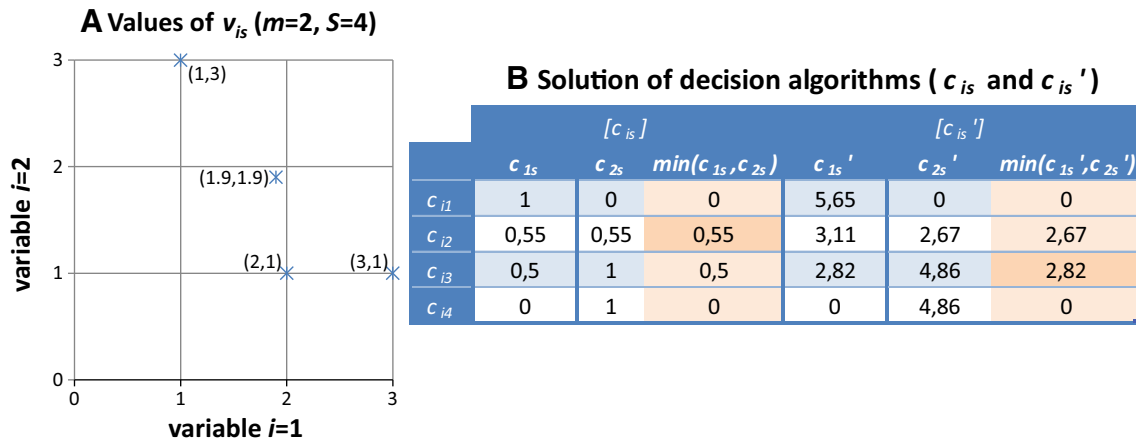 A Values of v_is (m=2, S=4)
3
(1,3)
2
(1.9,1.9)
(2,1)
(3,1)
1
0
0
1
2
3
variable i=2
variable i=1
B Solution of decision algorithms ( c_is and c_is ' )
[c_is ]
[c_is ']
c_1s
c_2s
min(c_1s,c_2s)
c_1s'
c_2s'
min(c_1s',c_2s')
c_i1 1 0 0 5,65 0 0
c_i2 0,55 0,55 0,55 3,11 2,67 2,67
c_i3 0,5 1 0,5 2,82 4,86 2,82
c_i4 0 1 0 0 4,86 0